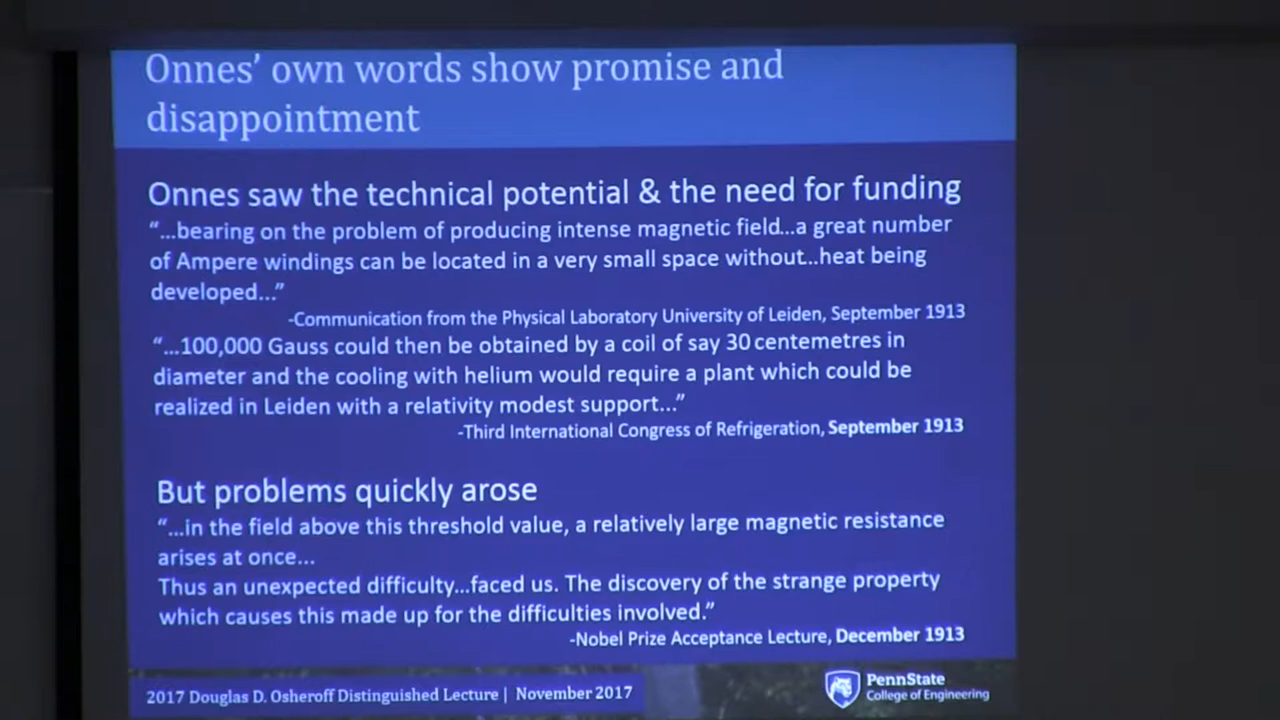 Onnes’ own words show promise and
disappointment
Onnes saw the technical potential & the need for funding
“...bearing on the problem of producing intense magnetic field...a great number
of Ampere windings can be located in a very small space without...heat being
developed...”
-Communication from the Physical Laboratory University of Leiden, September 1913
“...100,000 Gauss could then be obtained by a coil of say 30 centemetres in
diameter and the cooling with helium would require a plant which could be
realized in Leiden with a relativity modest support...”
-Third International Congress of Refrigeration, September 1913
But problems quickly arose
“...in the field above this threshold value, a relatively large magnetic resistance
arises at once...
Thus an unexpected difficulty...faced us. The discovery of the strange property
which causes this made up for the difficulties involved.”
-Nobel Prize Acceptance Lecture, December 1913
2017 Douglas D. Osheroff Distinguished Lecture | November 2017
PennState
College of Engineering